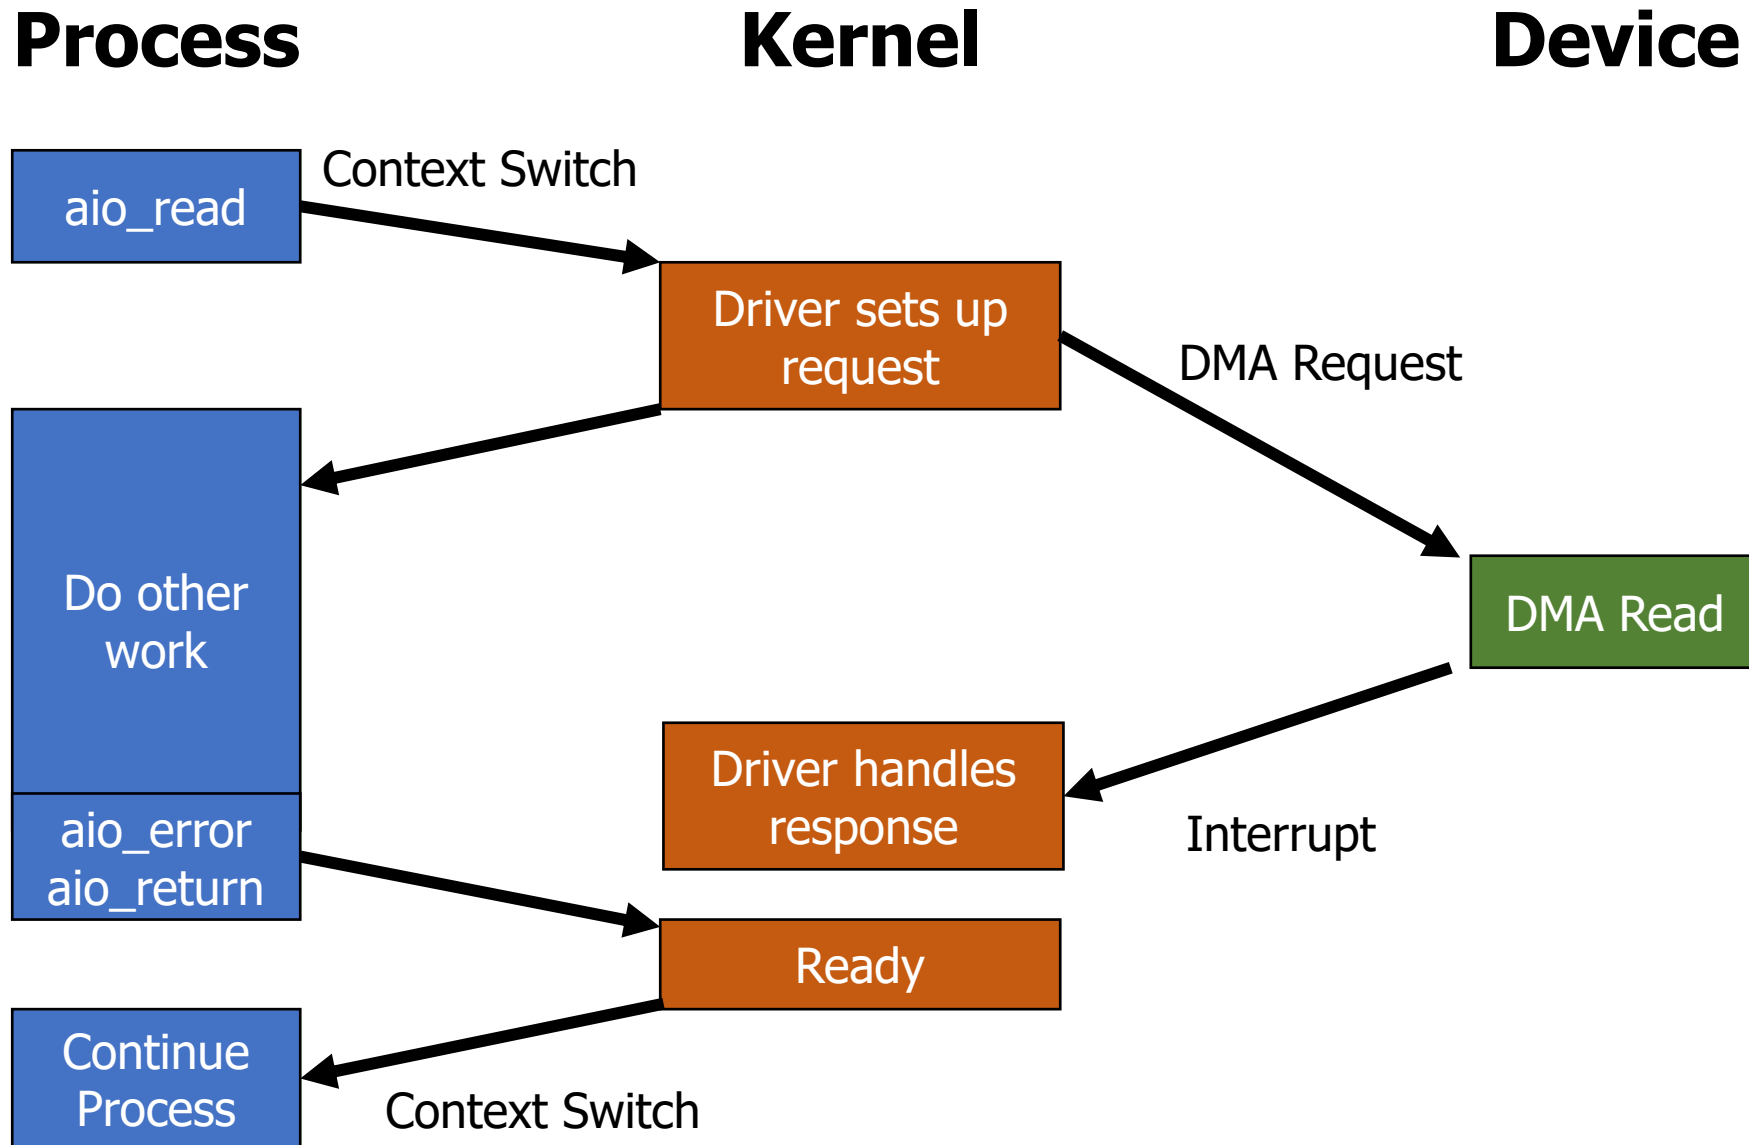 Process
Kernel
Device
Context Switch
aio_read
Driver sets up
request
DMA Request
Do other
work
DMA Read
Driver handles
response
Interrupt
aio_error
aio_return
Ready
Continue
Process
Context Switch